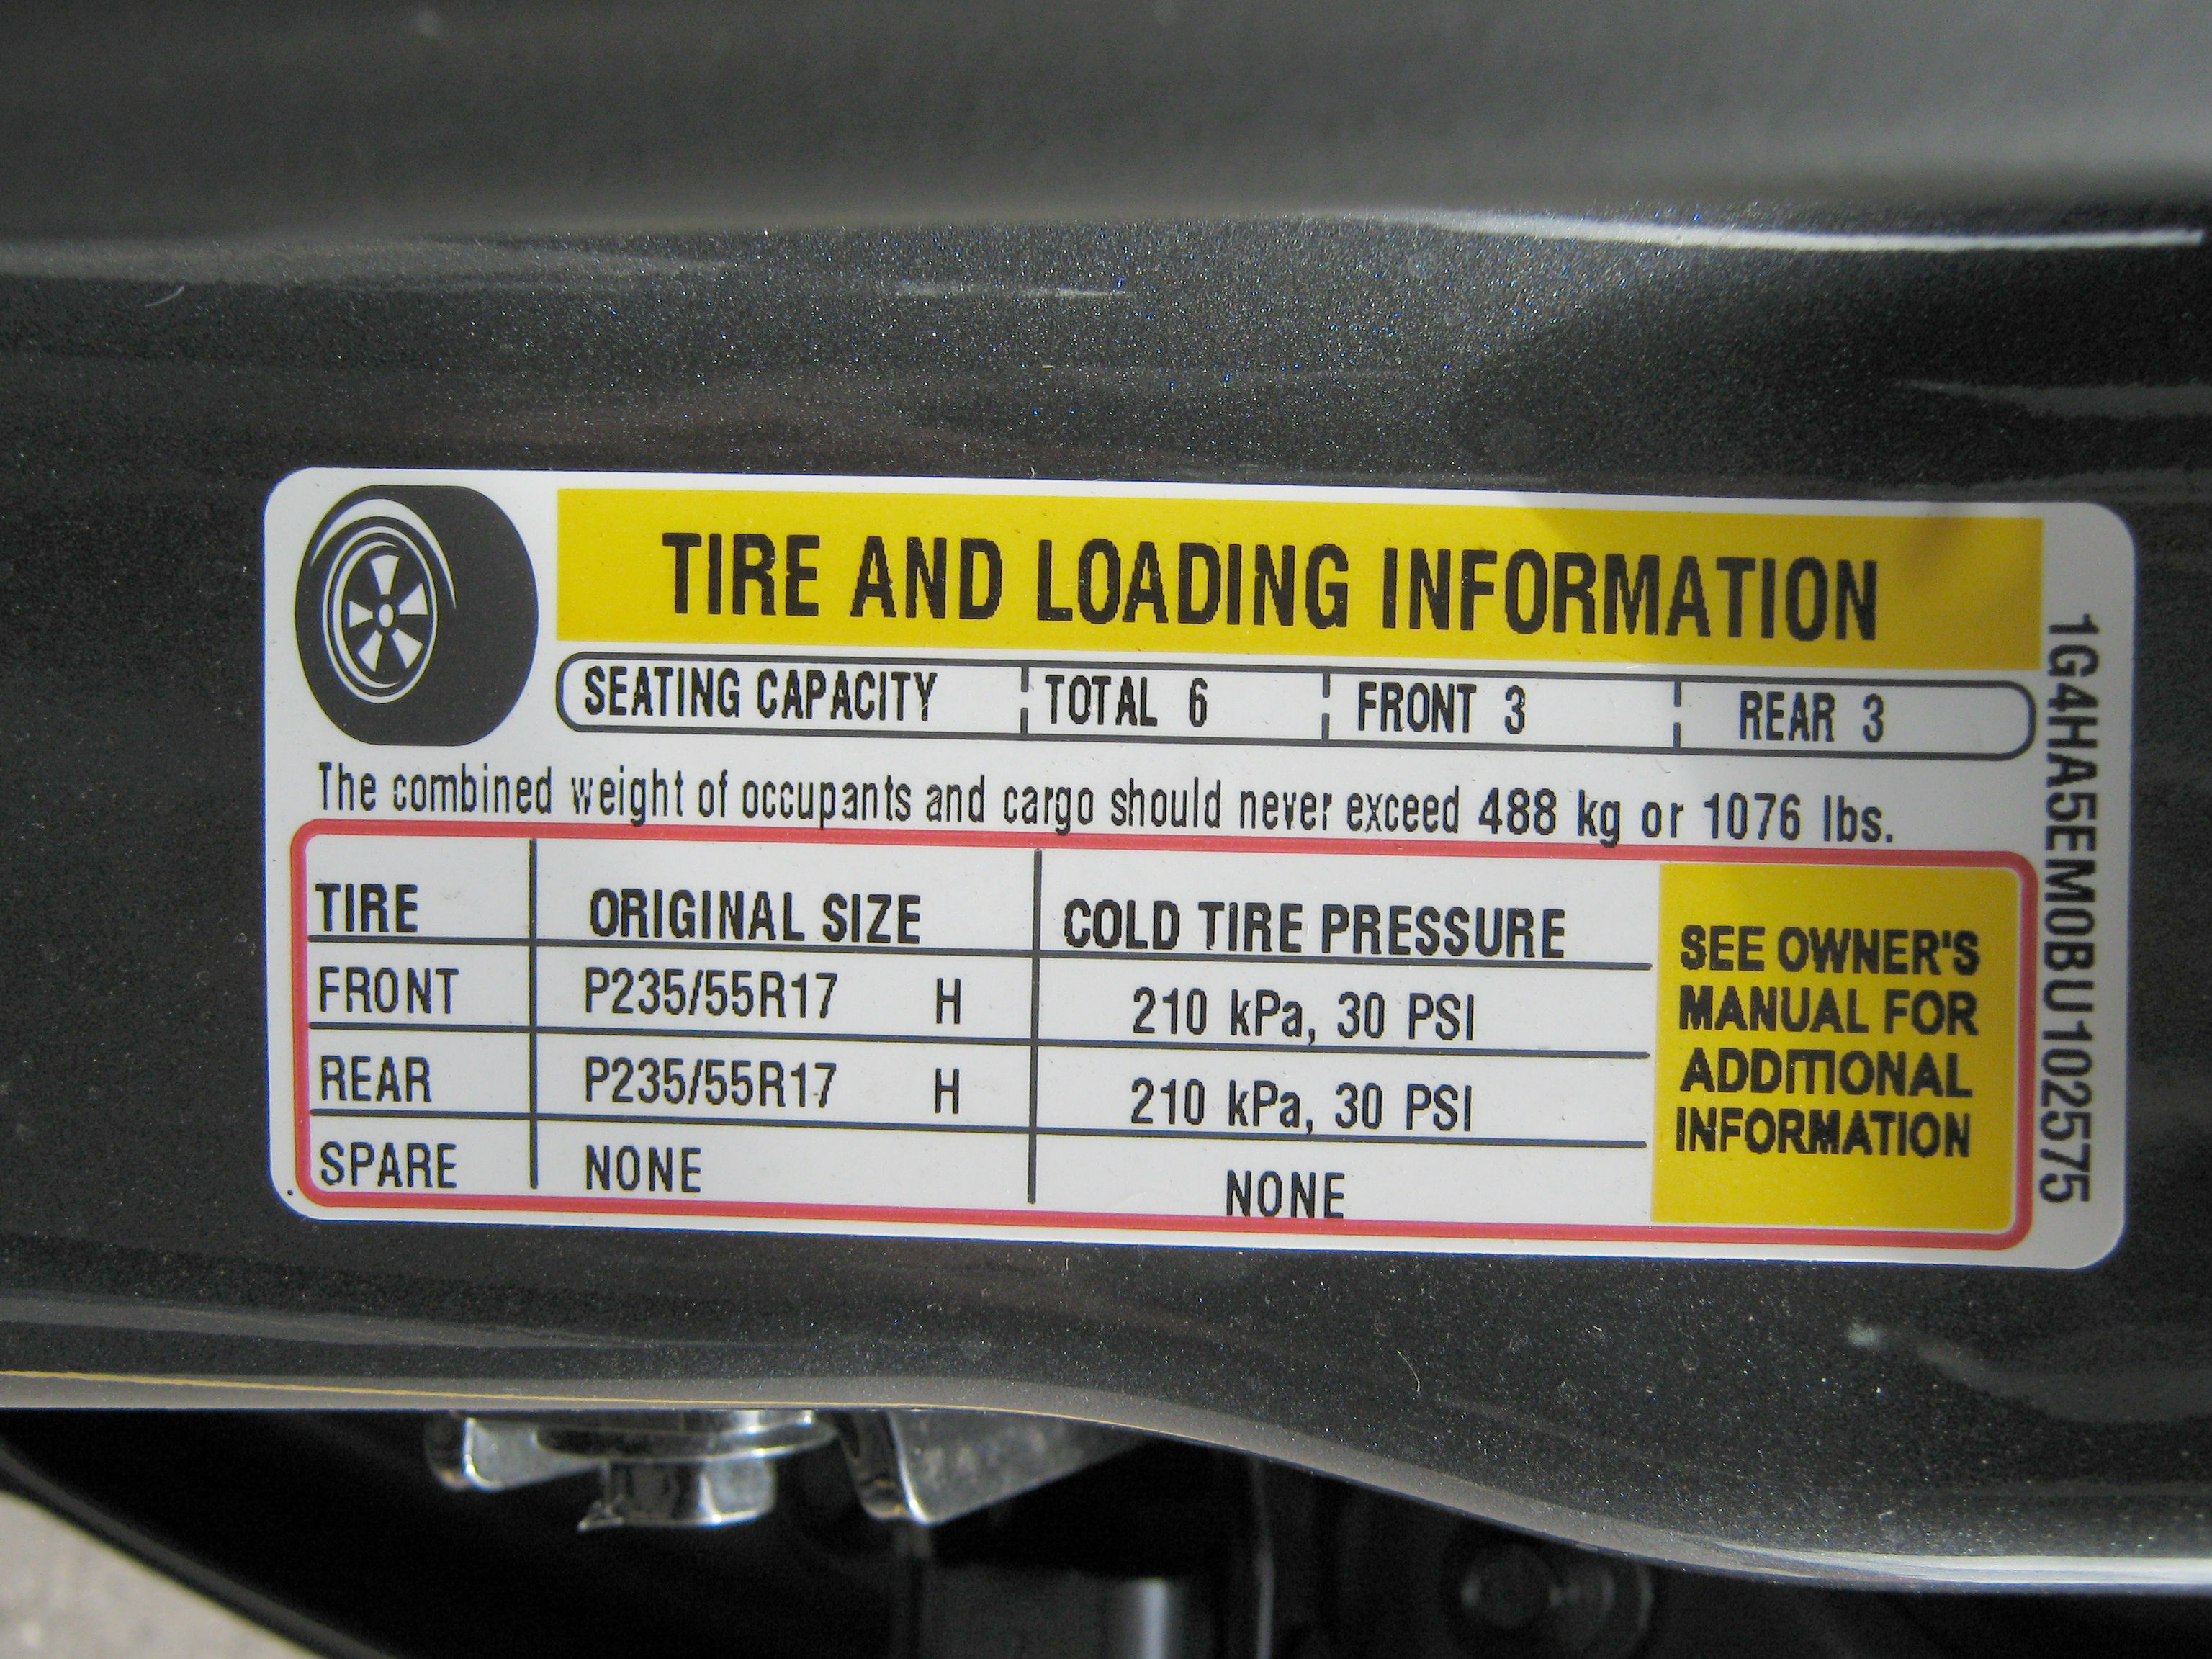 TIRE AND LOADING INFORMATION
SEATING CAPACITY TOTAL 6 FRONT 3 REAR 3
The combined weight of occupants and cargo should never exceed 488 kg or 1076 lbs.
TIRE ORIGINAL SIZE COLD TIRE PRESSURE
FRONT P235/55R17 H 210 kPa, 30 PSI
REAR P235/55R17 H 210 kPa, 30 PSI
SPARE NONE NONE
SEE OWNER'S
MANUAL FOR
ADDITIONAL
INFORMATION
1G4HA5EM0BU102575